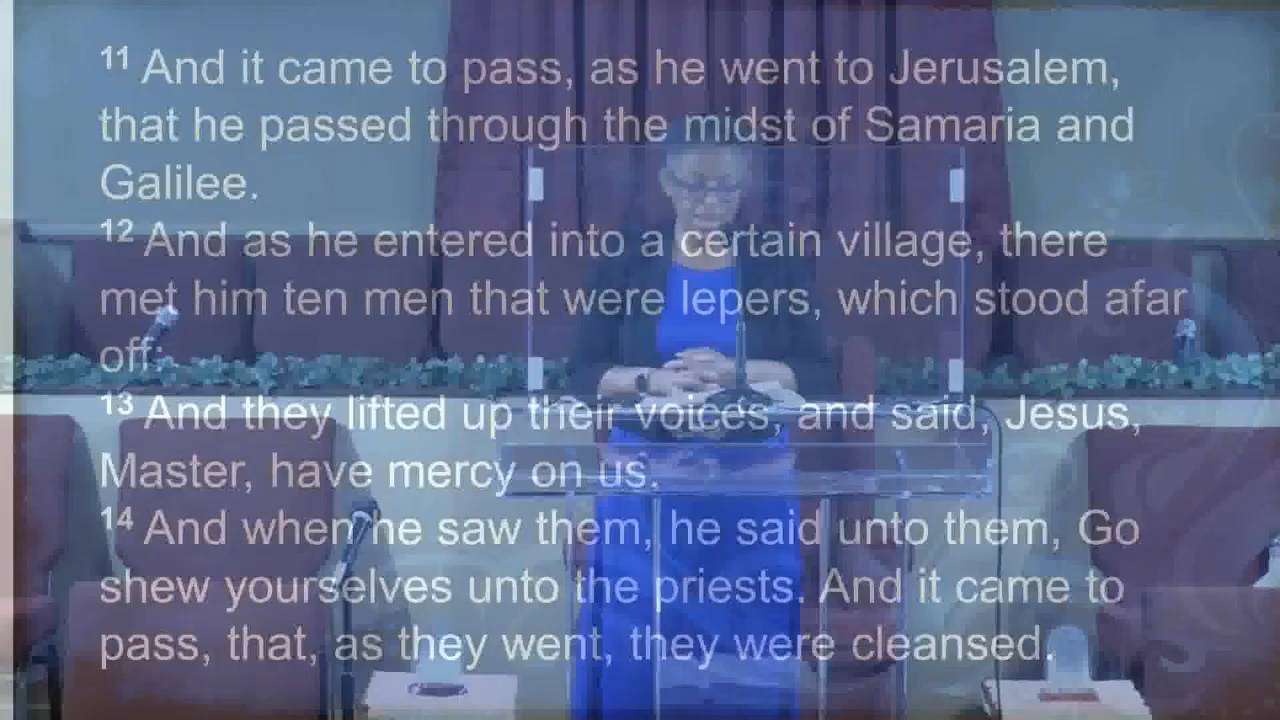 11 And it came to pass, as he went to Jerusalem,
that he passed through the midst of Samaria and
Galilee.
12 And as he entered into a certain village, there
met him ten men that were lepers, which stood afar
off:
13 And they lifted up their voices, and said, Jesus,
Master, have mercy on us.
14 And when he saw them, he said unto them, Go
shew yourselves unto the priests. And it came to
pass, that, as they went, they were cleansed.